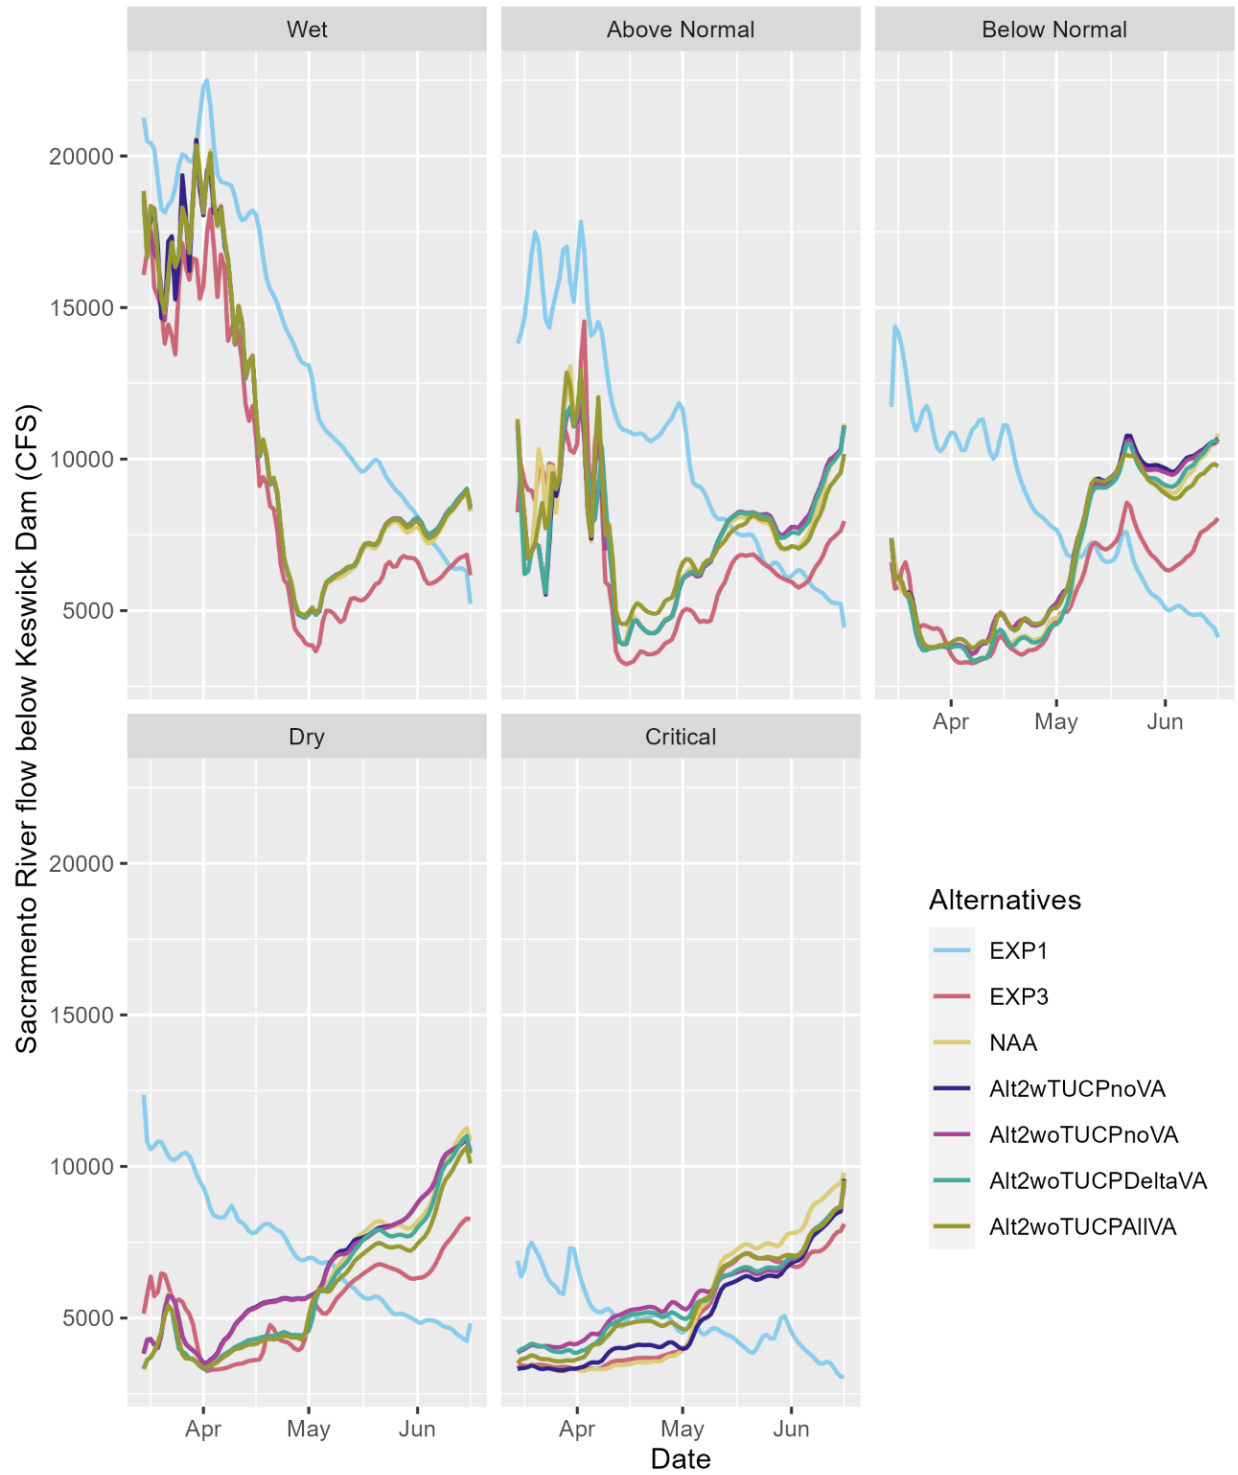 Wet
Above Normal
Below Normal
Sacramento River flow below Keswick Dam (CFS)
20000
15000
10000
5000
Apr
May
Jun
Dry
Critical
20000
15000
10000
5000
Apr
May
Jun
Apr
May
Jun
Date
Alternatives
EXP1
EXP3
NAA
Alt2wTUCPnoVA
Alt2woTUCPnoVA
Alt2woTUCPDeltaVA
Alt2woTUCPAllVA